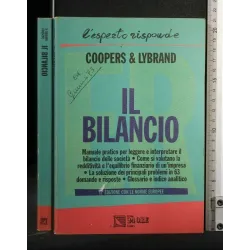 l'esperto risponde
COOPERS & LYBRAND
IL
BILANCIO
Manuale pratico per leggere e interpretare il
bilancio delle società • Come si valutano la
redditività e l'equilibrio finanziario di un'impresa
• La soluzione dei principali problemi in 63
domande e risposte • Glossario e indice analitico
EDIZIONE CON LE NORME EUROPEE
IL BILANCIO